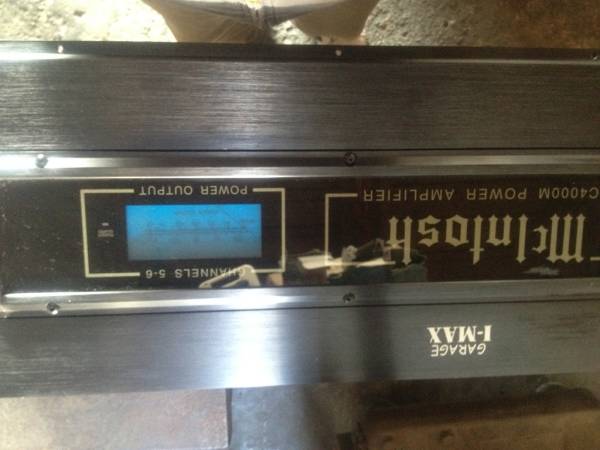 GARAGE
I-MAX
CHANNELS 5-6
McIntosh
C4000M POWER AMPLIFIER
POWER OUTPUT